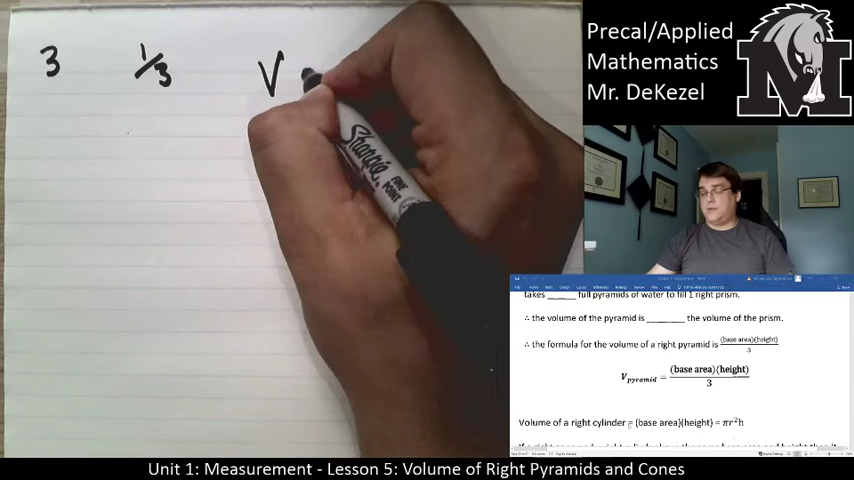 3 1/3 V
Sharpie
FINE
POINT
Precal/Applied
Mathematics
Mr. DeKezel
M
takes ______ full pyramids of water to fill 1 right prism.
∴ the volume of the pyramid is ________ the volume of the prism.
∴ the formula for the volume of a right pyramid is (base area)(height)/3
V_pyramid = (base area)(height)/3
Volume of a right cylinder = (base area)(height) = πr²h
Unit 1: Measurement - Lesson 5: Volume of Right Pyramids and Cones